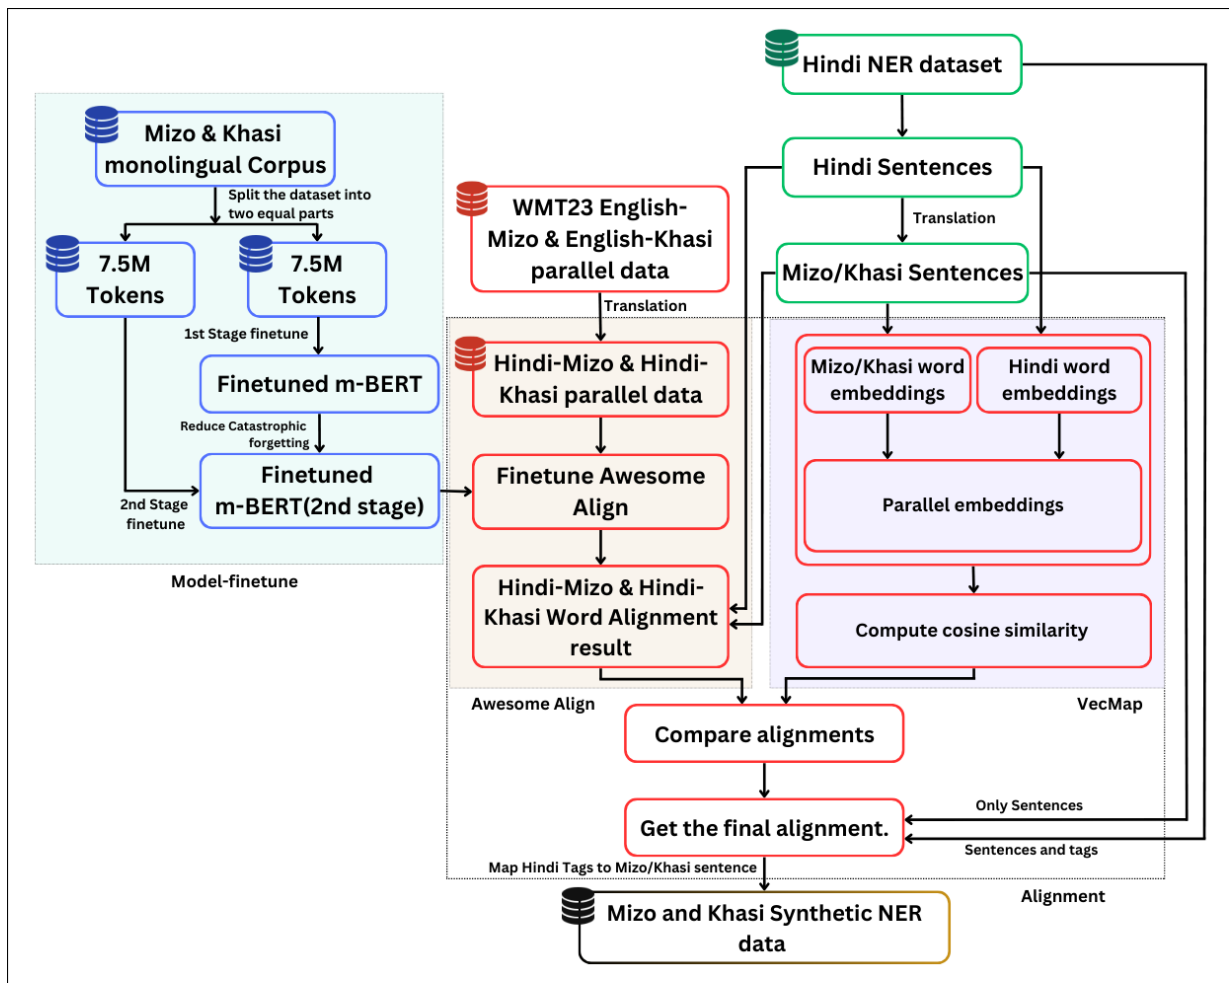 Hindi NER dataset
Mizo & Khasi
monolingual Corpus
Split the dataset into
two equal parts
7.5M
Tokens
7.5M
Tokens
1st Stage finetune
Finetuned m-BERT
Reduce Catastrophic
forgetting
Finetuned
m-BERT(2nd stage)
2nd Stage
finetune
Model-finetune
WMT23 English-
Mizo & English-Khasi
parallel data
Translation
Hindi-Mizo & Hindi-
Khasi parallel data
Finetune Awesome
Align
Hindi-Mizo & Hindi-
Khasi Word Alignment
result
Awesome Align
Hindi Sentences
Translation
Mizo/Khasi Sentences
Mizo/Khasi word
embeddings
Hindi word
embeddings
Parallel embeddings
Compute cosine similarity
VecMap
Compare alignments
Get the final alignment.
Only Sentences
Sentences and tags
Map Hindi Tags to Mizo/Khasi sentence
Alignment
Mizo and Khasi Synthetic NER
data